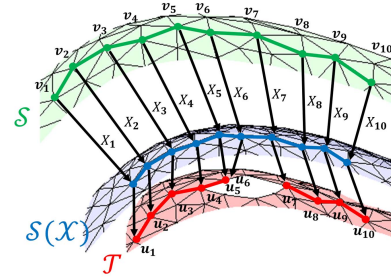 v₁ v₂ v₃ v₄ v₅ v₆ v₇ v₈ v₉ v₁₀
X₁ X₂ X₃ X₄ X₅ X₆ X₇ X₈ X₉ X₁₀
𝒮
𝒮(𝒳)
𝒯
u₁ u₂ u₃ u₄ u₅ u₆ u₇ u₈ u₉ u₁₀